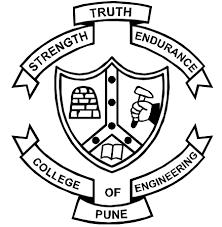 TRUTH
STRENGTH
ENDURANCE
COLLEGE
OF
ENGINEERING
PUNE